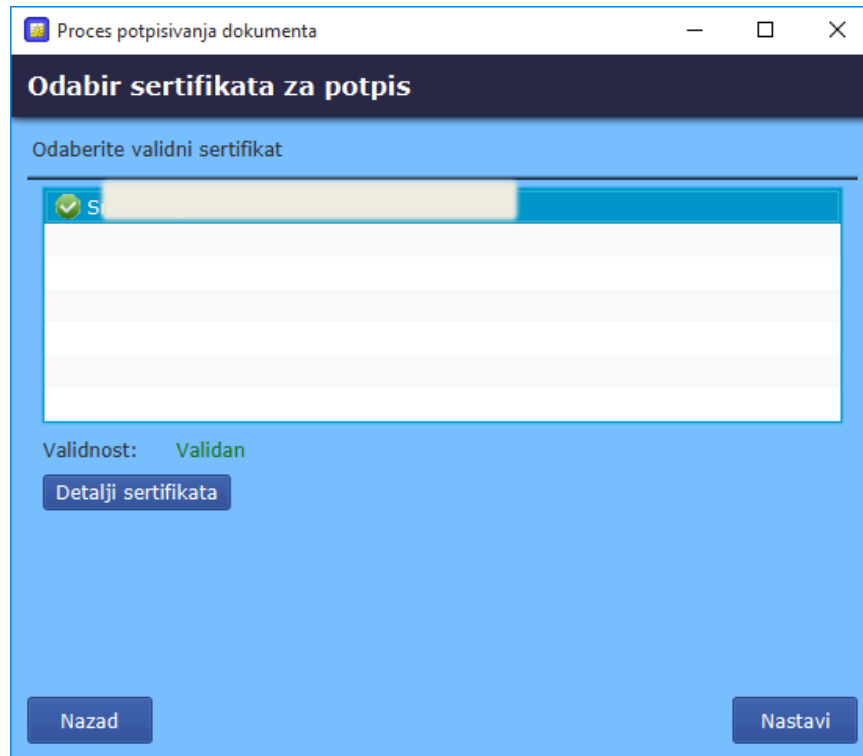 Proces potpisivanja dokumenta
Odabir sertifikata za potpis
Odaberite validni sertifikat
Validnost: Validan
Detalji sertifikata
Nazad
Nastavi